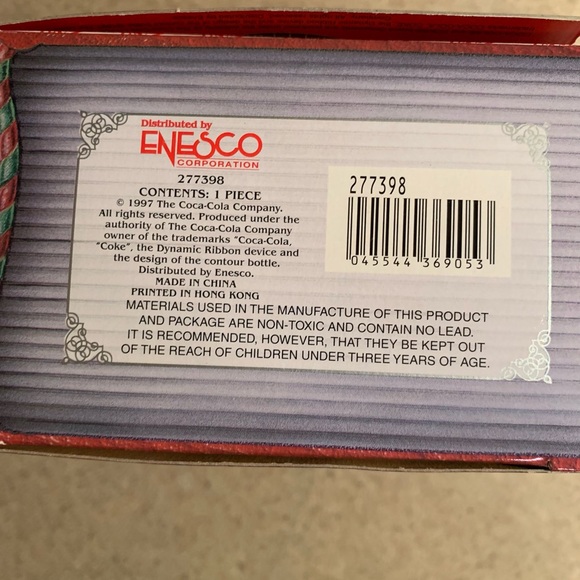 Distributed by
ENESCO
CORPORATION
277398
CONTENTS: 1 PIECE
© 1997 The Coca-Cola Company.
All rights reserved. Produced under the
authority of The Coca-Cola Company
owner of the trademarks "Coca-Cola,
"Coke", the Dynamic Ribbon device and
the design of the contour bottle.
Distributed by Enesco.
MADE IN CHINA
PRINTED IN HONG KONG
MATERIALS USED IN THE MANUFACTURE OF THIS PRODUCT
AND PACKAGE ARE NON-TOXIC AND CONTAIN NO LEAD.
IT IS RECOMMENDED, HOWEVER, THAT THEY BE KEPT OUT
OF THE REACH OF CHILDREN UNDER THREE YEARS OF AGE.
277398
045544 369053